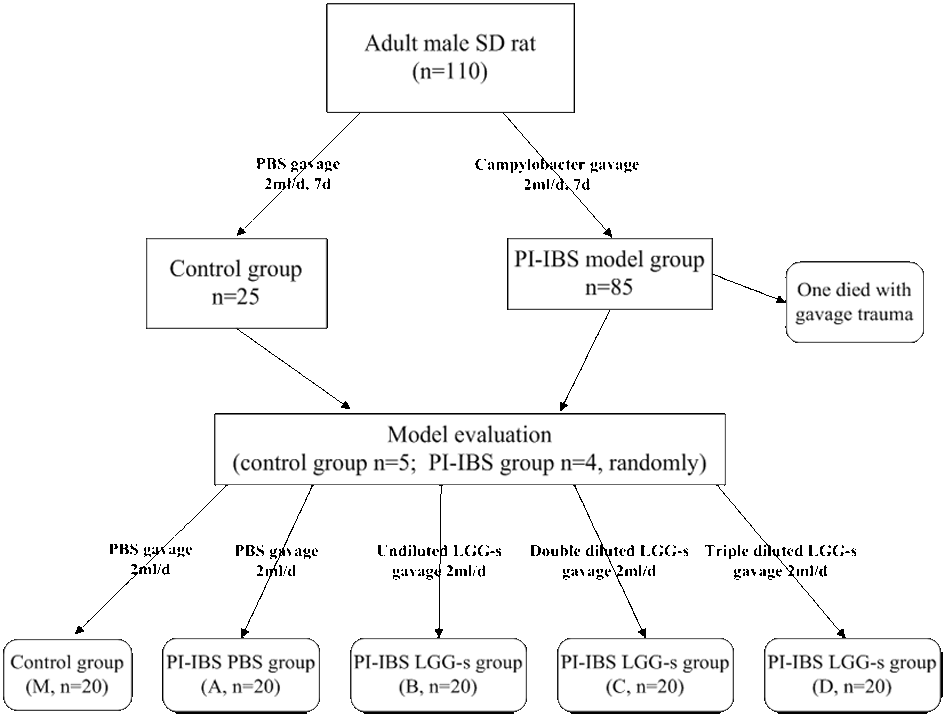 Adult male SD rat
(n=110)
PBS gavage
2ml/d, 7d
Campylobacter gavage
2ml/d, 7d
Control group
n=25
PI-IBS model group
n=85
One died with
gavage trauma
Model evaluation
(control group n=5; PI-IBS group n=4, randomly)
PBS gavage
2ml/d
PBS gavage
2ml/d
Undiluted LGG-s
gavage 2ml/d
Double diluted LGG-s
gavage 2ml/d
Triple diluted LGG-s
gavage 2ml/d
Control group
(M, n=20)
PI-IBS PBS group
(A, n=20)
PI-IBS LGG-s group
(B, n=20)
PI-IBS LGG-s group
(C, n=20)
PI-IBS LGG-s group
(D, n=20)